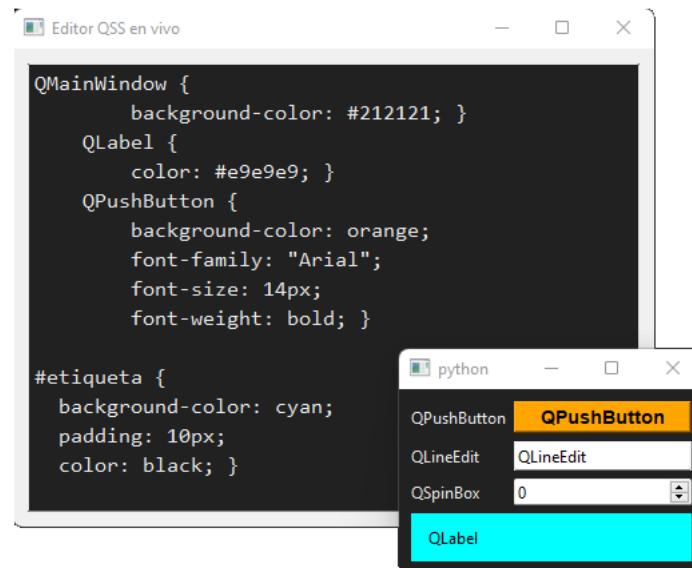 Editor QSS en vivo
QMainWindow {
        background-color: #212121; }
    QLabel {
        color: #e9e9e9; }
    QPushButton {
        background-color: orange;
        font-family: "Arial";
        font-size: 14px;
        font-weight: bold; }
#etiqueta {
  background-color: cyan;
  padding: 10px;
  color: black; }
python
QPushButton QPushButton
QLineEdit QLineEdit
QSpinBox 0
QLabel